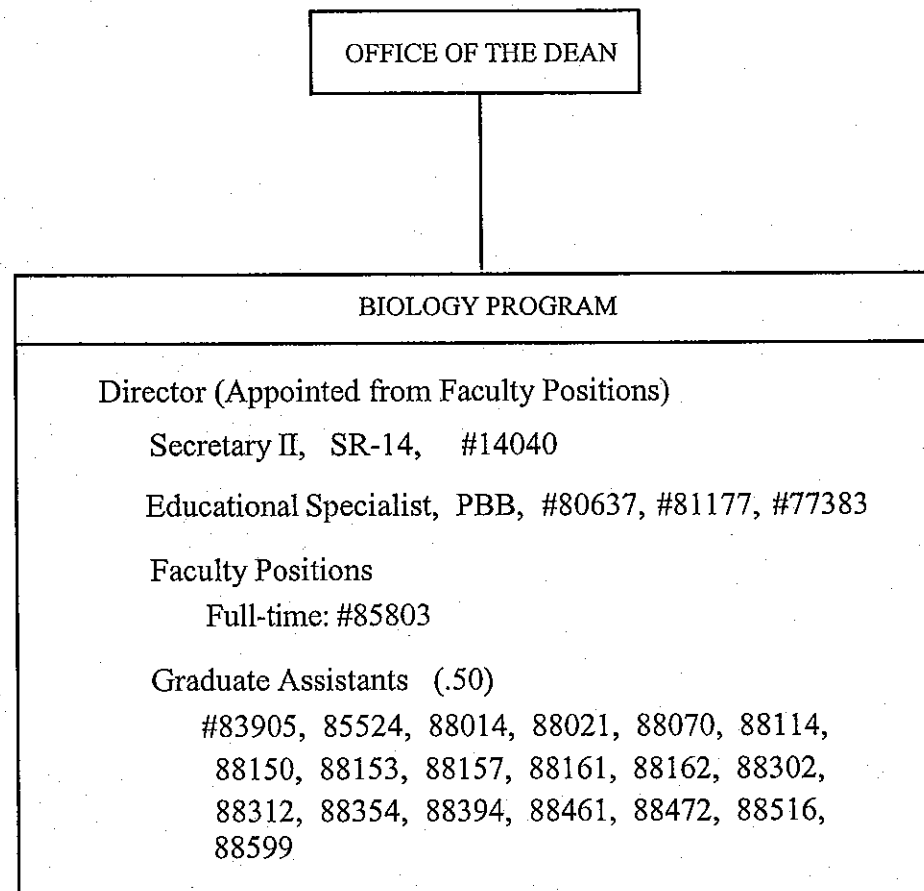 OFFICE OF THE DEAN
BIOLOGY PROGRAM
Director (Appointed from Faculty Positions)
Secretary II, SR-14, #14040
Educational Specialist, PBB, #80637, #81177, #77383
Faculty Positions
Full-time: #85803
Graduate Assistants (.50)
#83905, 85524, 88014, 88021, 88070, 88114,
88150, 88153, 88157, 88161, 88162, 88302,
88312, 88354, 88394, 88461, 88472, 88516,
88599